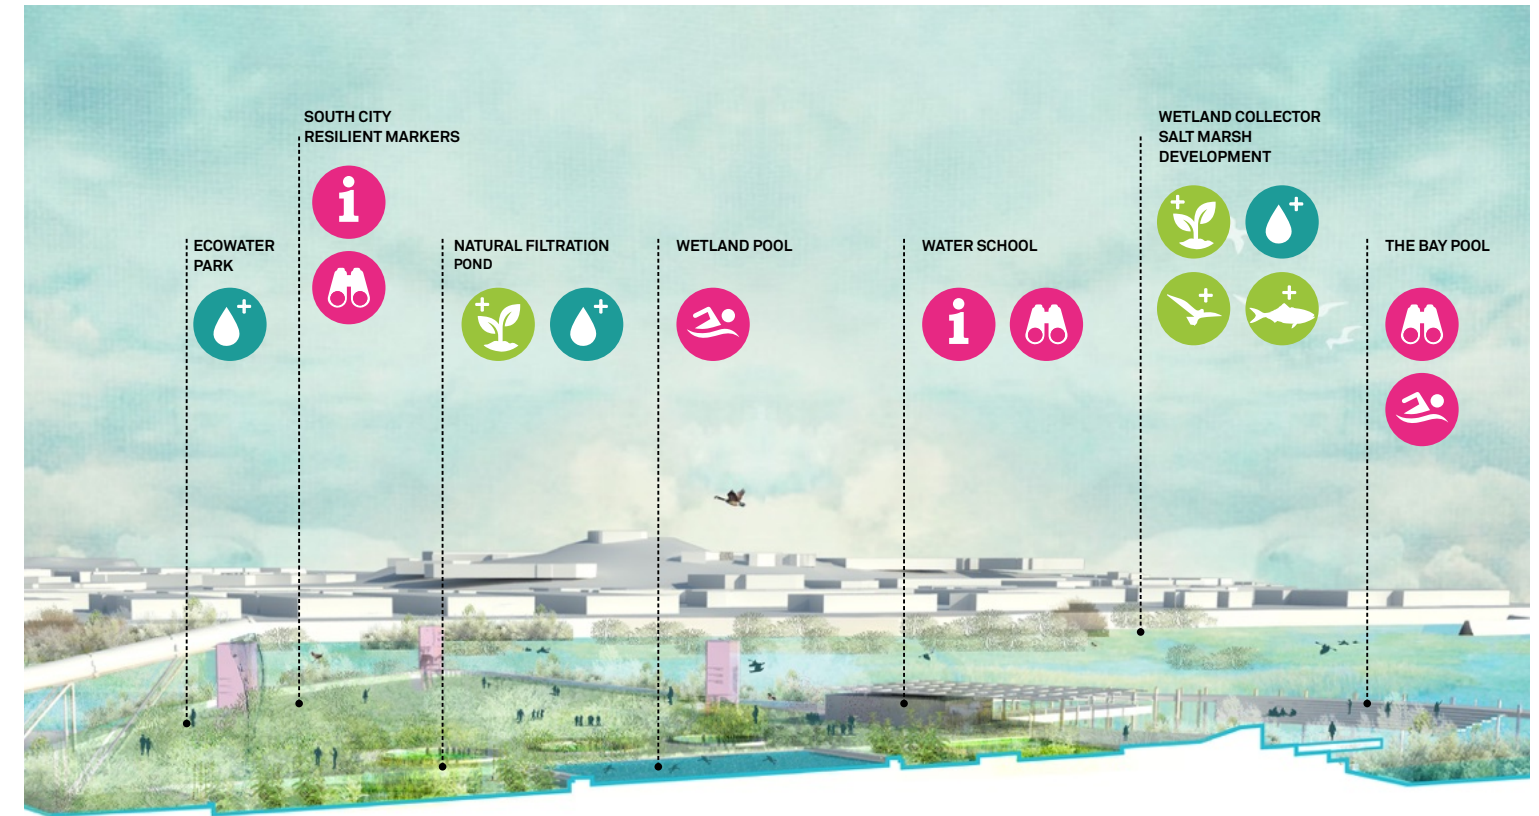 SOUTH CITY
RESILIENT MARKERS
WETLAND COLLECTOR
SALT MARSH
DEVELOPMENT
ECOWATER
PARK
NATURAL FILTRATION
POND
WETLAND POOL
WATER SCHOOL
THE BAY POOL